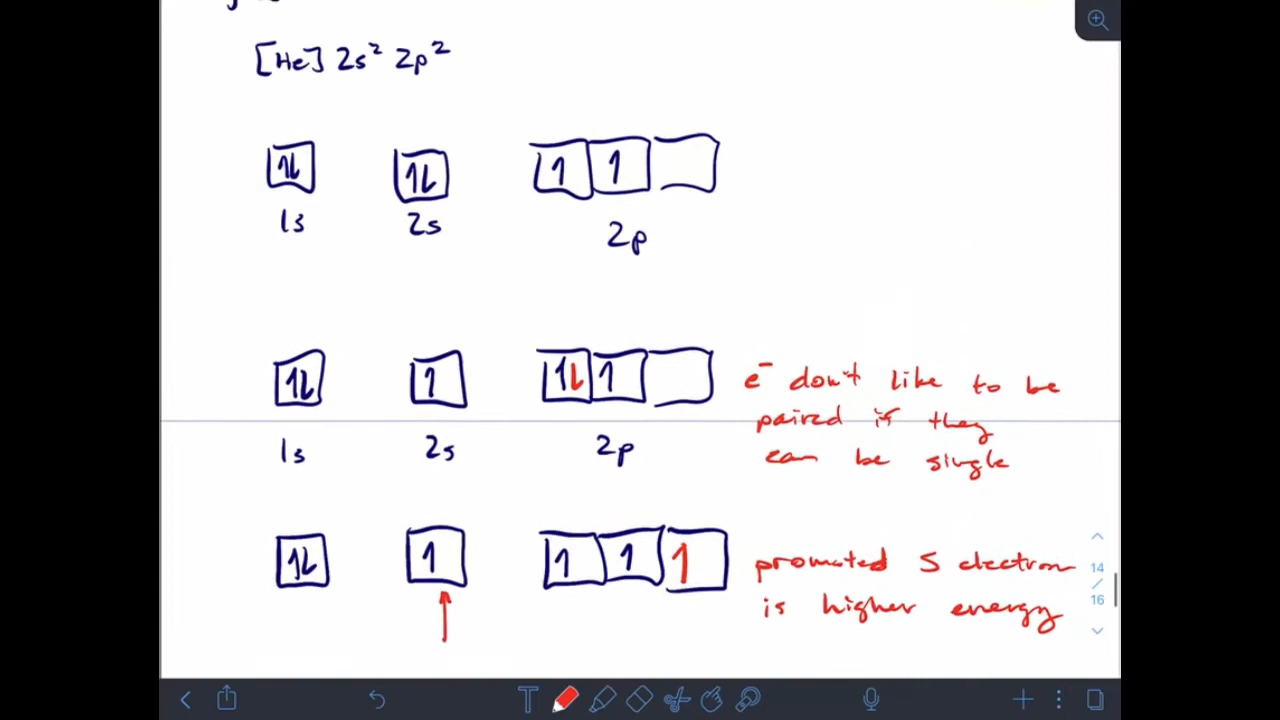 [He] 2s² 2p²
1s 2s 2p
e⁻ don't like to be
paired if they
can be single
1s 2s 2p
promoted S electron
is higher energy
14
/
16
T